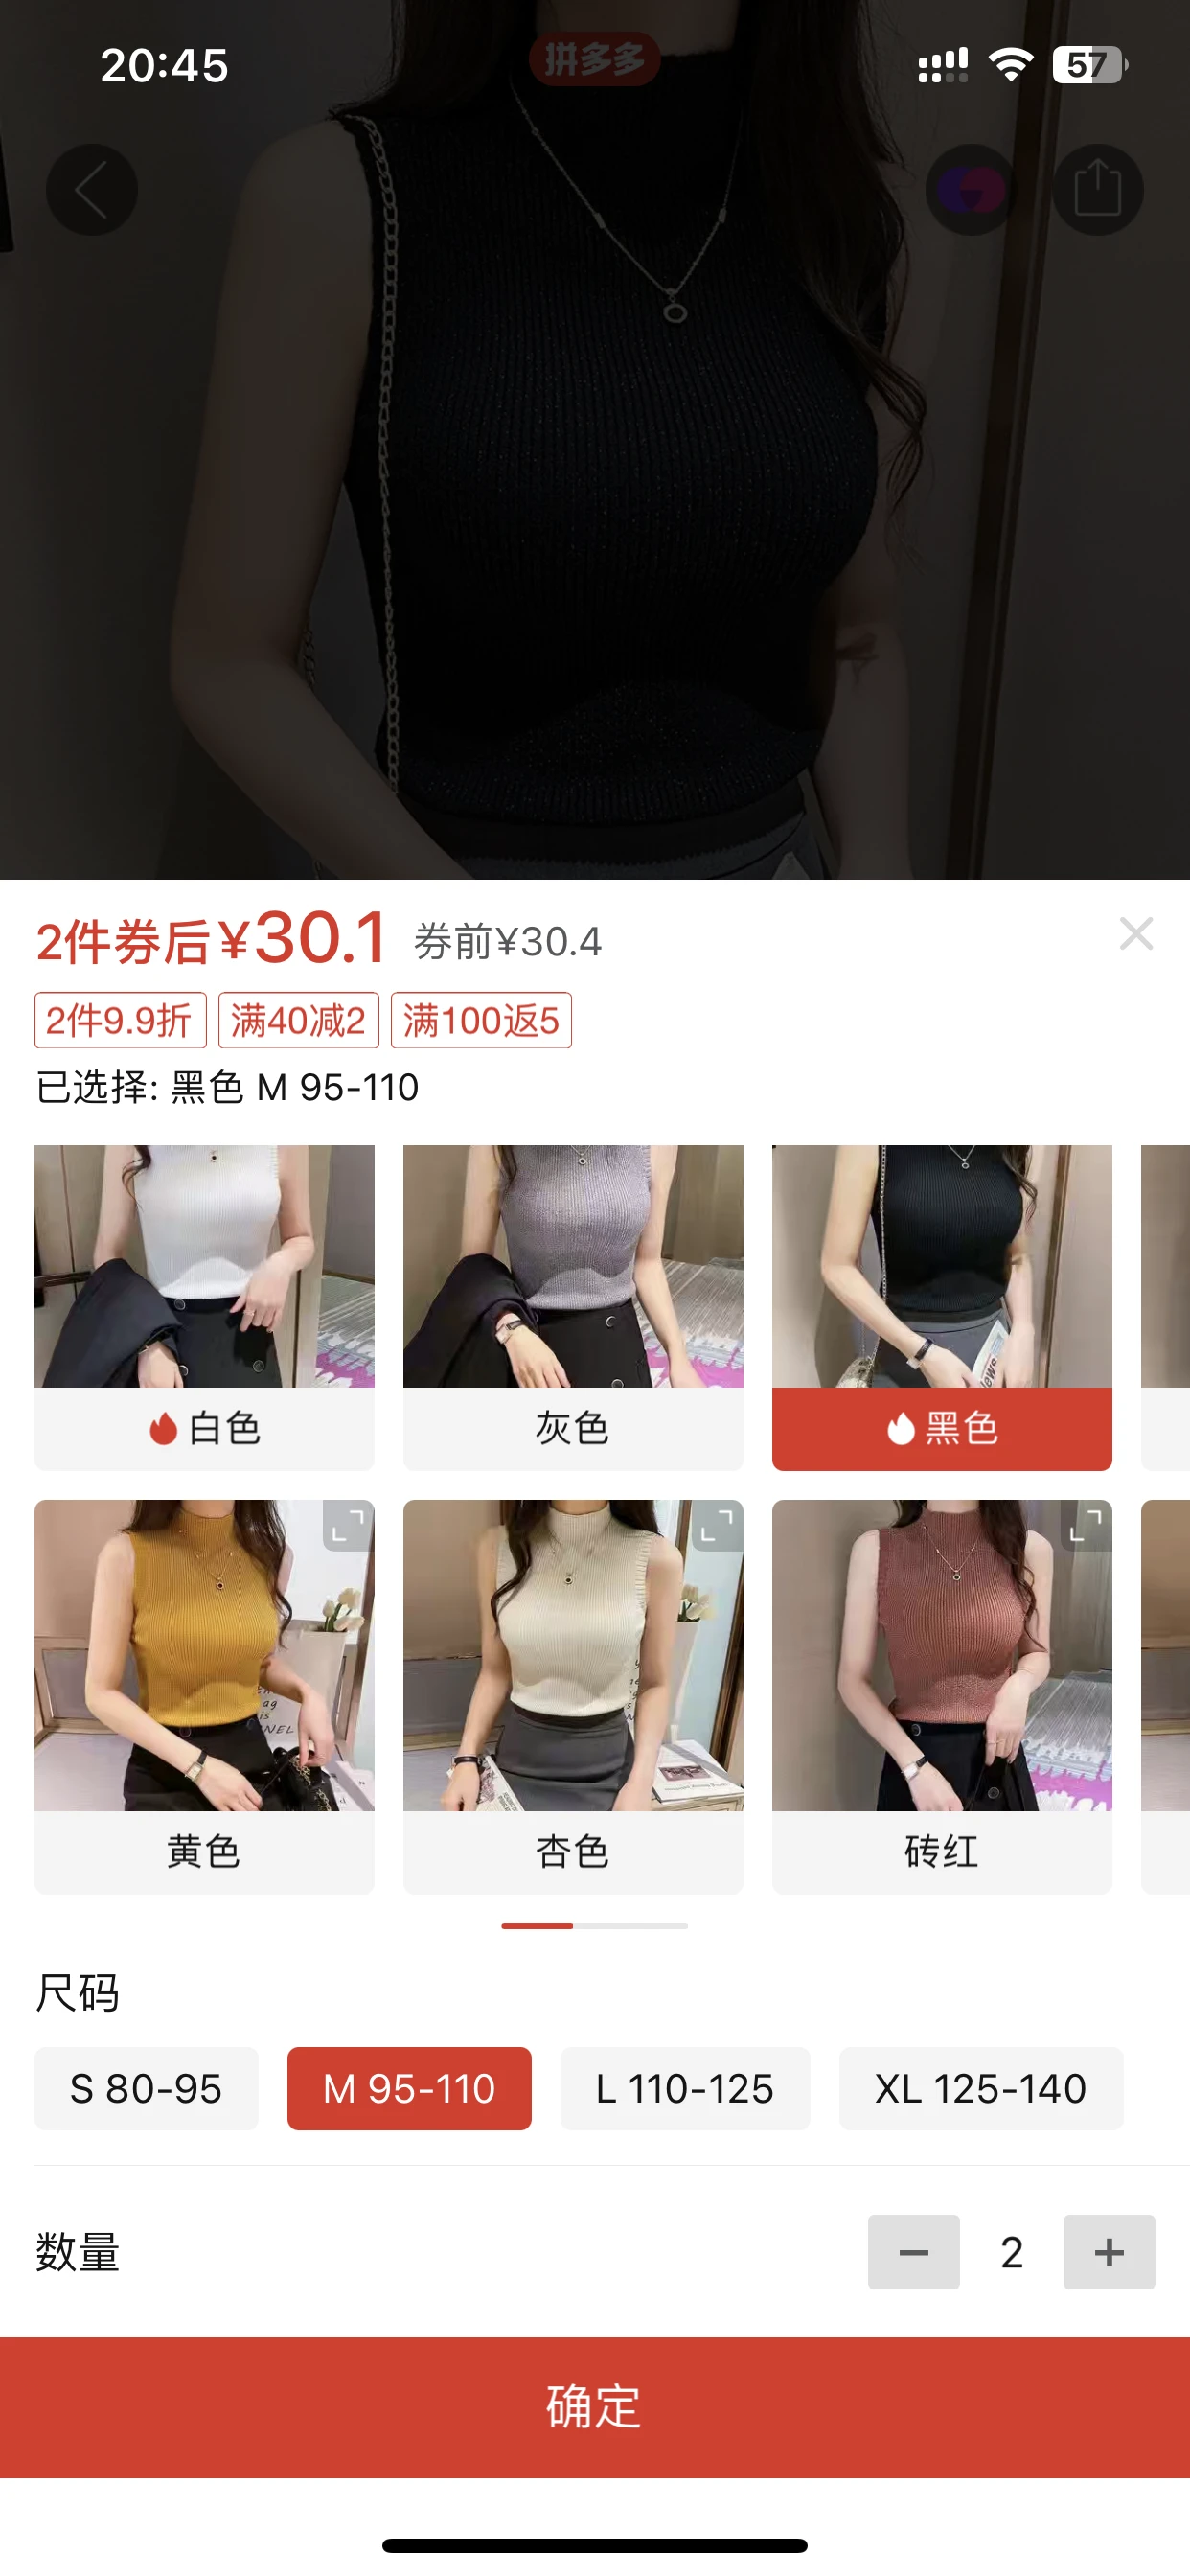 20:45
拼多多
57
2件券后¥30.1 券前¥30.4
2件9.9折 满40减2 满100返5
已选择: 黑色 M 95-110
白色 灰色 黑色
黄色 杏色 砖红
尺码
S 80-95 M 95-110 L 110-125 XL 125-140
数量
2
确定